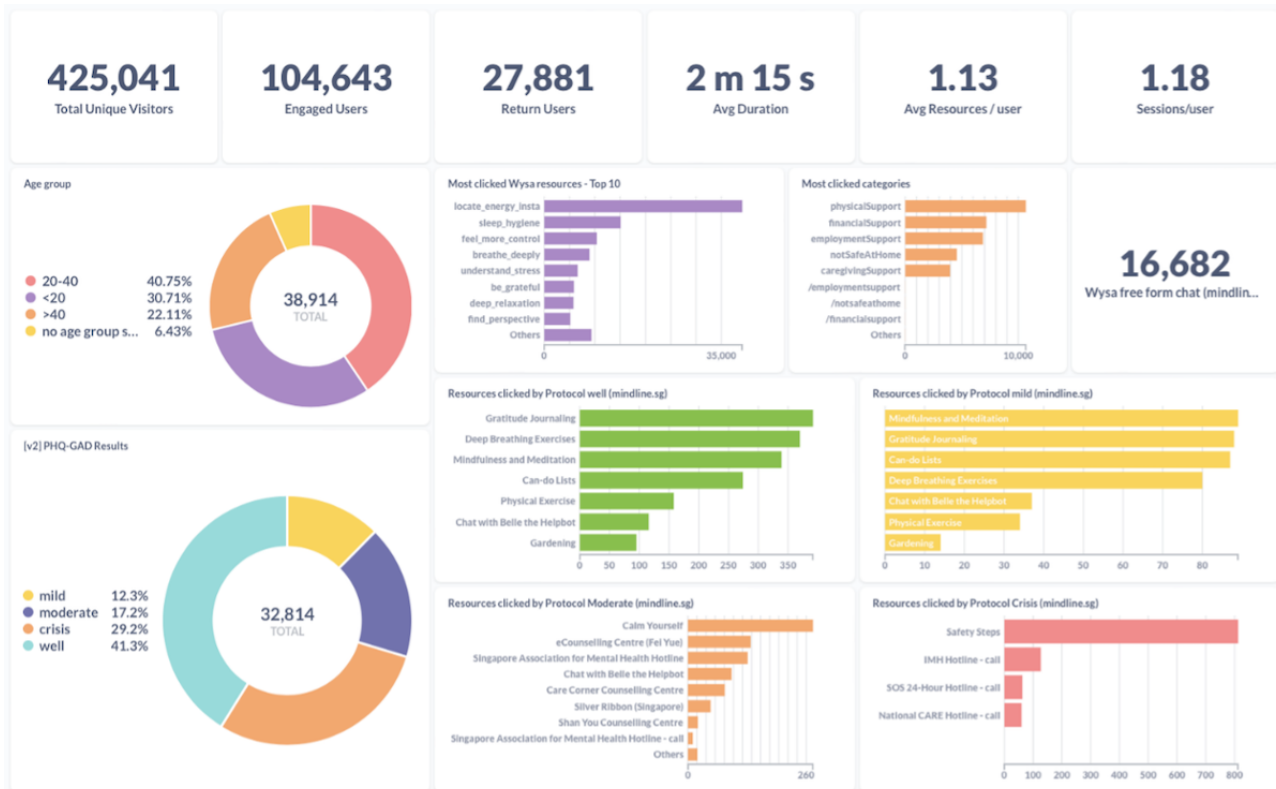 425,041
Total Unique Visitors
104,643
Engaged Users
27,881
Return Users
2 m 15 s
Avg Duration
1.13
Avg Resources / user
1.18
Sessions/user
Age group
20-40 40.75%
<20 30.71%
>40 22.11%
no age group s... 6.43%
38,914
TOTAL
Most clicked Wysa resources - Top 10
locate_energy_insta
sleep_hygiene
feel_more_control
breathe_deeply
understand_stress
be_grateful
deep_relaxation
find_perspective
Others
0 35,000
Most clicked categories
physicalSupport
financialSupport
employmentSupport
notSafeAtHome
caregivingSupport
/employmentsupport
/notsafeathome
/financialsupport
Others
0 10,000
16,682
Wysa free form chat (mindlin...
[v2] PHQ-GAD Results
mild 12.3%
moderate 17.2%
crisis 29.2%
well 41.3%
32,814
TOTAL
Resources clicked by Protocol well (mindline.sg)
Gratitude Journaling
Deep Breathing Exercises
Mindfulness and Meditation
Can-do Lists
Physical Exercise
Chat with Belle the Helpbot
Gardening
0 50 100 150 200 250 300 350
Resources clicked by Protocol mild (mindline.sg)
Mindfulness and Meditation
Gratitude Journaling
Can-do Lists
Deep Breathing Exercises
Chat with Belle the Helpbot
Physical Exercise
Gardening
0 10 20 30 40 50 60 70 80
Resources clicked by Protocol Moderate (mindline.sg)
Calm Yourself
eCounselling Centre (Fei Yue)
Singapore Association for Mental Health Hotline
Chat with Belle the Helpbot
Care Corner Counselling Centre
Silver Ribbon (Singapore)
Shan You Counselling Centre
Singapore Association for Mental Health Hotline - call
Others
0 260
Resources clicked by Protocol Crisis (mindline.sg)
Safety Steps
IMH Hotline - call
SOS 24-Hour Hotline - call
National CARE Hotline - call
0 100 200 300 400 500 600 700 800